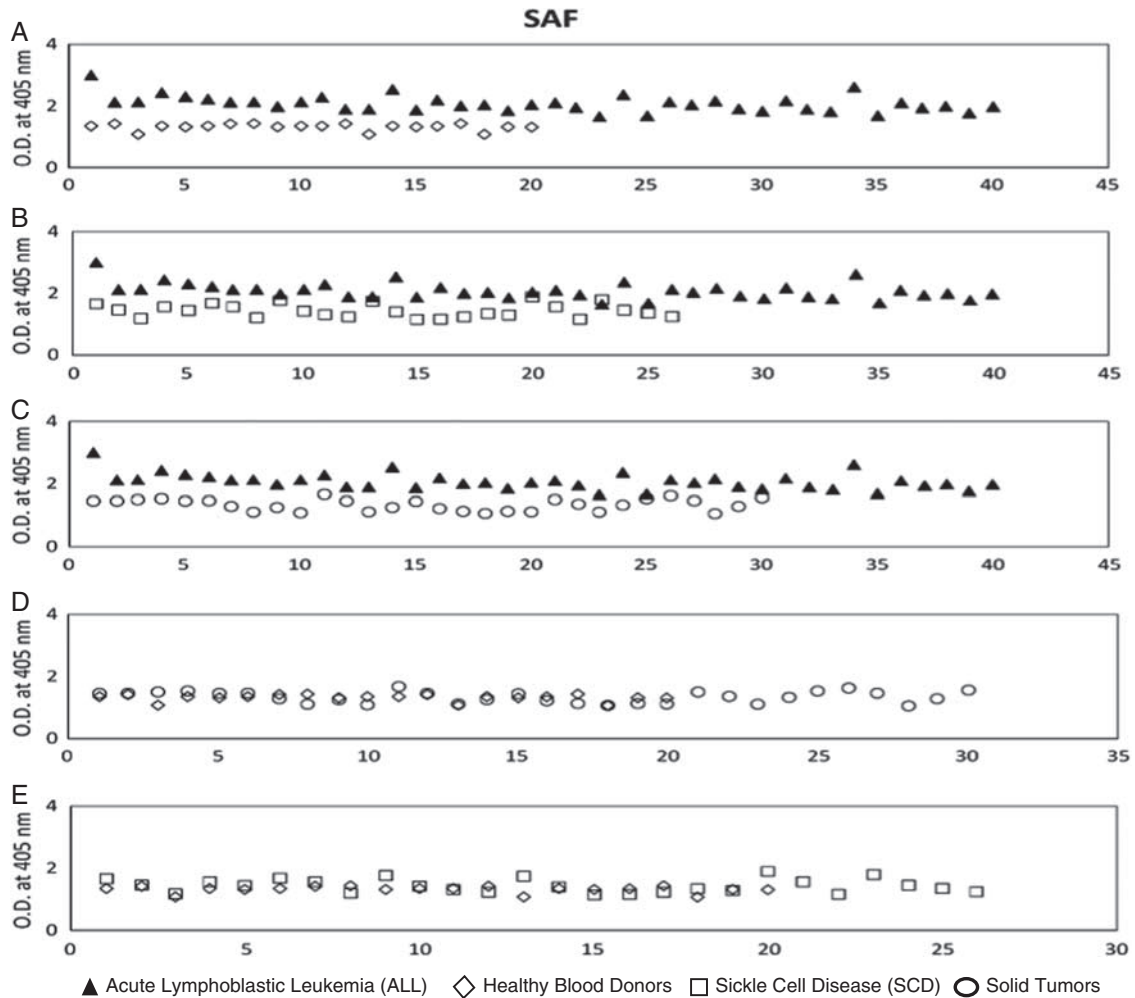 SAF
A
O.D. at 405 nm
4
2
0
0 5 10 15 20 25 30 35 40 45
B
O.D. at 405 nm
4
2
0
0 5 10 15 20 25 30 35 40 45
C
O.D. at 405 nm
4
2
0
0 5 10 15 20 25 30 35 40 45
D
O.D. at 405 nm
4
2
0
0 5 10 15 20 25 30 35
E
O.D. at 405 nm
4
2
0
0 5 10 15 20 25 30
Acute Lymphoblastic Leukemia (ALL) Healthy Blood Donors Sickle Cell Disease (SCD) Solid Tumors